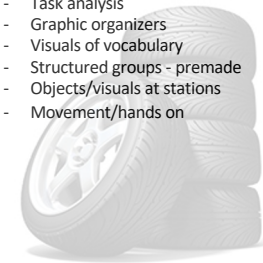 - Task analysis
- Graphic organizers
- Visuals of vocabulary
- Structured groups - premade
- Objects/visuals at stations
- Movement/hands on